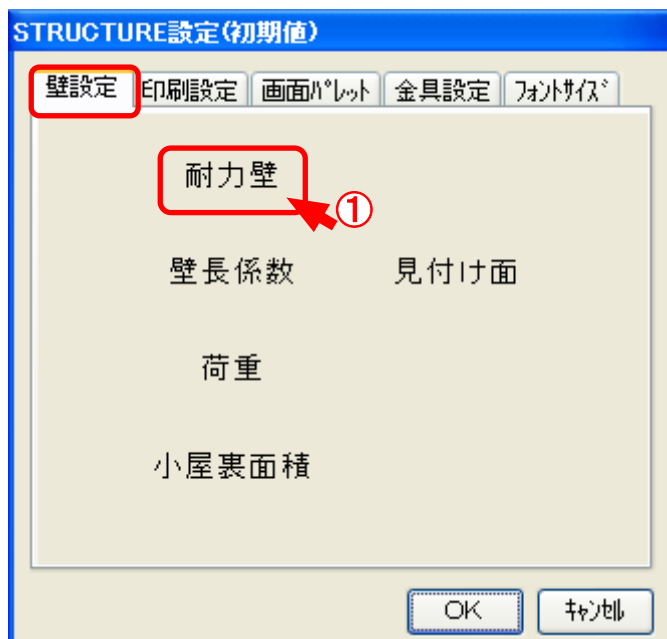 STRUCTURE設定(初期値)
壁設定 印刷設定 画面ﾊﾟﾚｯﾄ 金具設定 ﾌｫﾝﾄｻｲｽﾞ
耐力壁
①
壁長係数 見付け面
荷重
小屋裏面積
OK ｷｬﾝｾﾙ